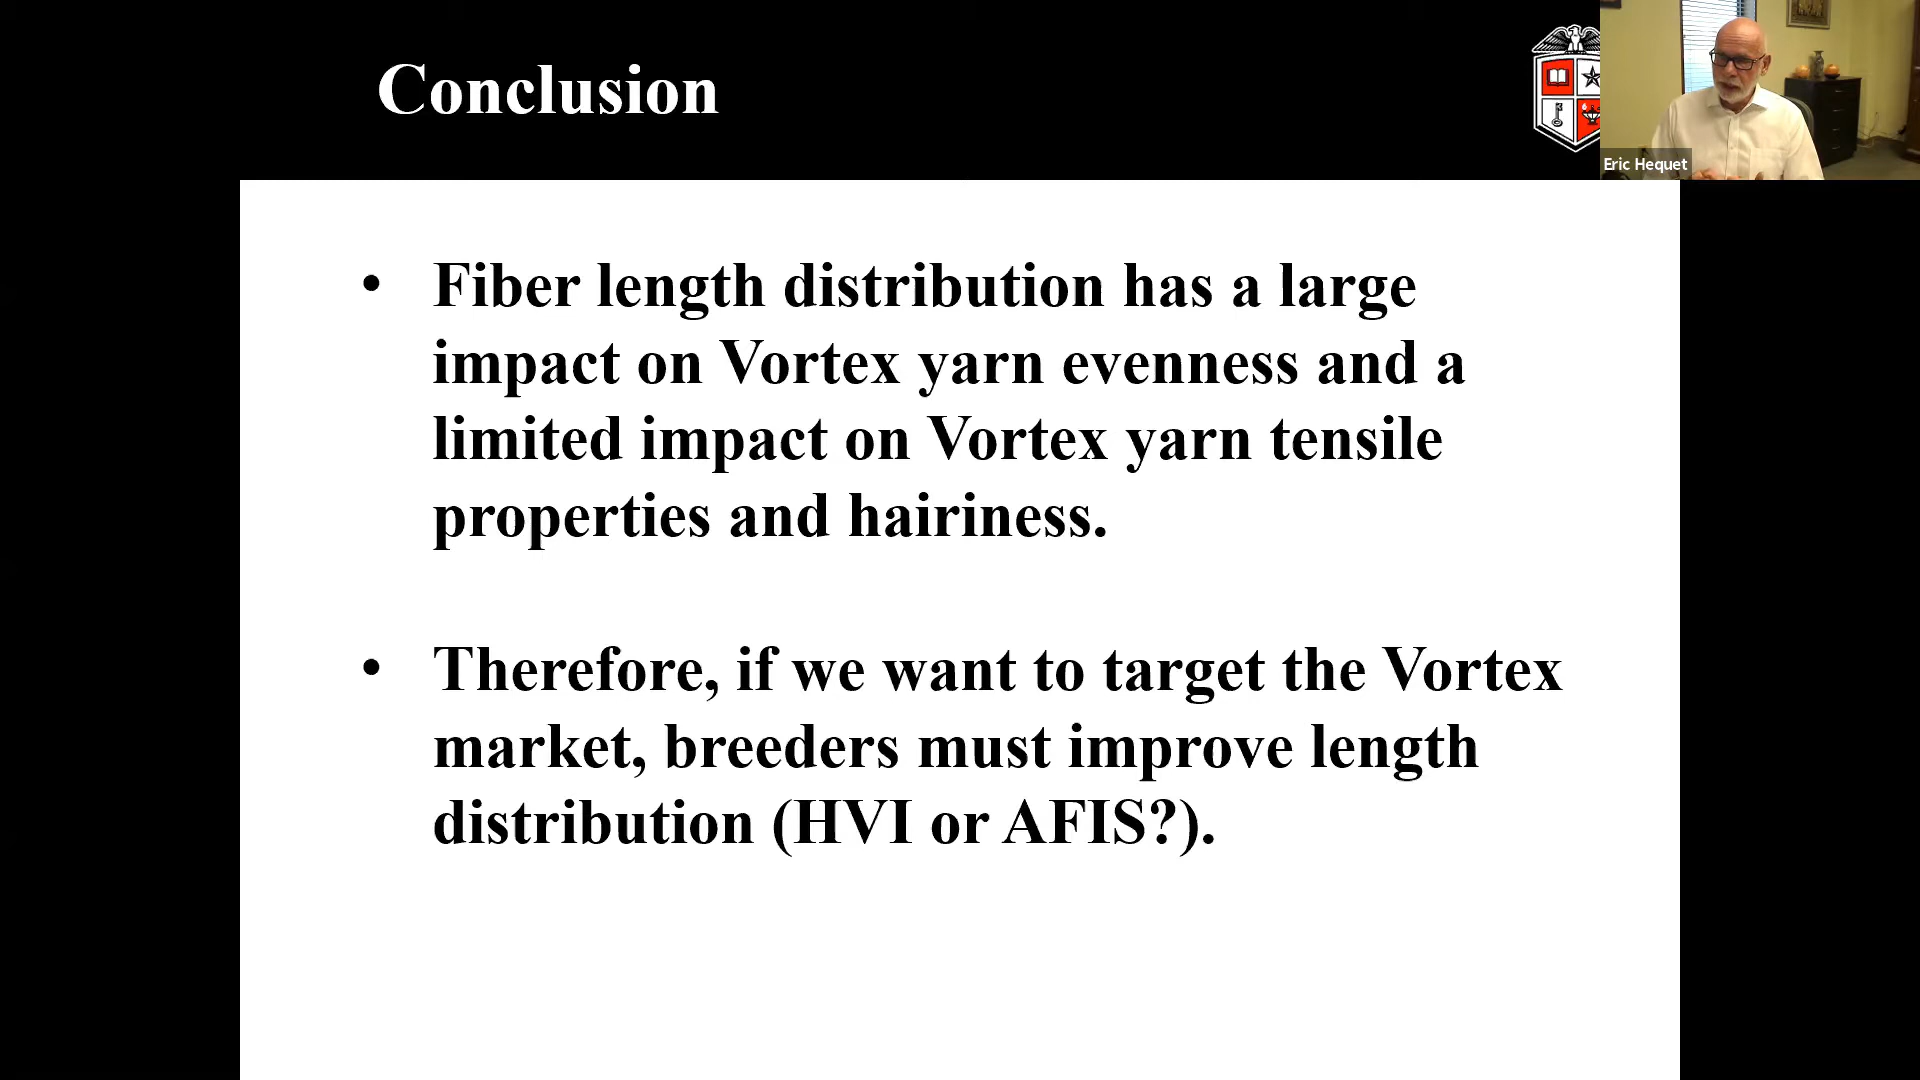 Conclusion
Eric Hequet
• Fiber length distribution has a large
impact on Vortex yarn evenness and a
limited impact on Vortex yarn tensile
properties and hairiness.
• Therefore, if we want to target the Vortex
market, breeders must improve length
distribution (HVI or AFIS?).